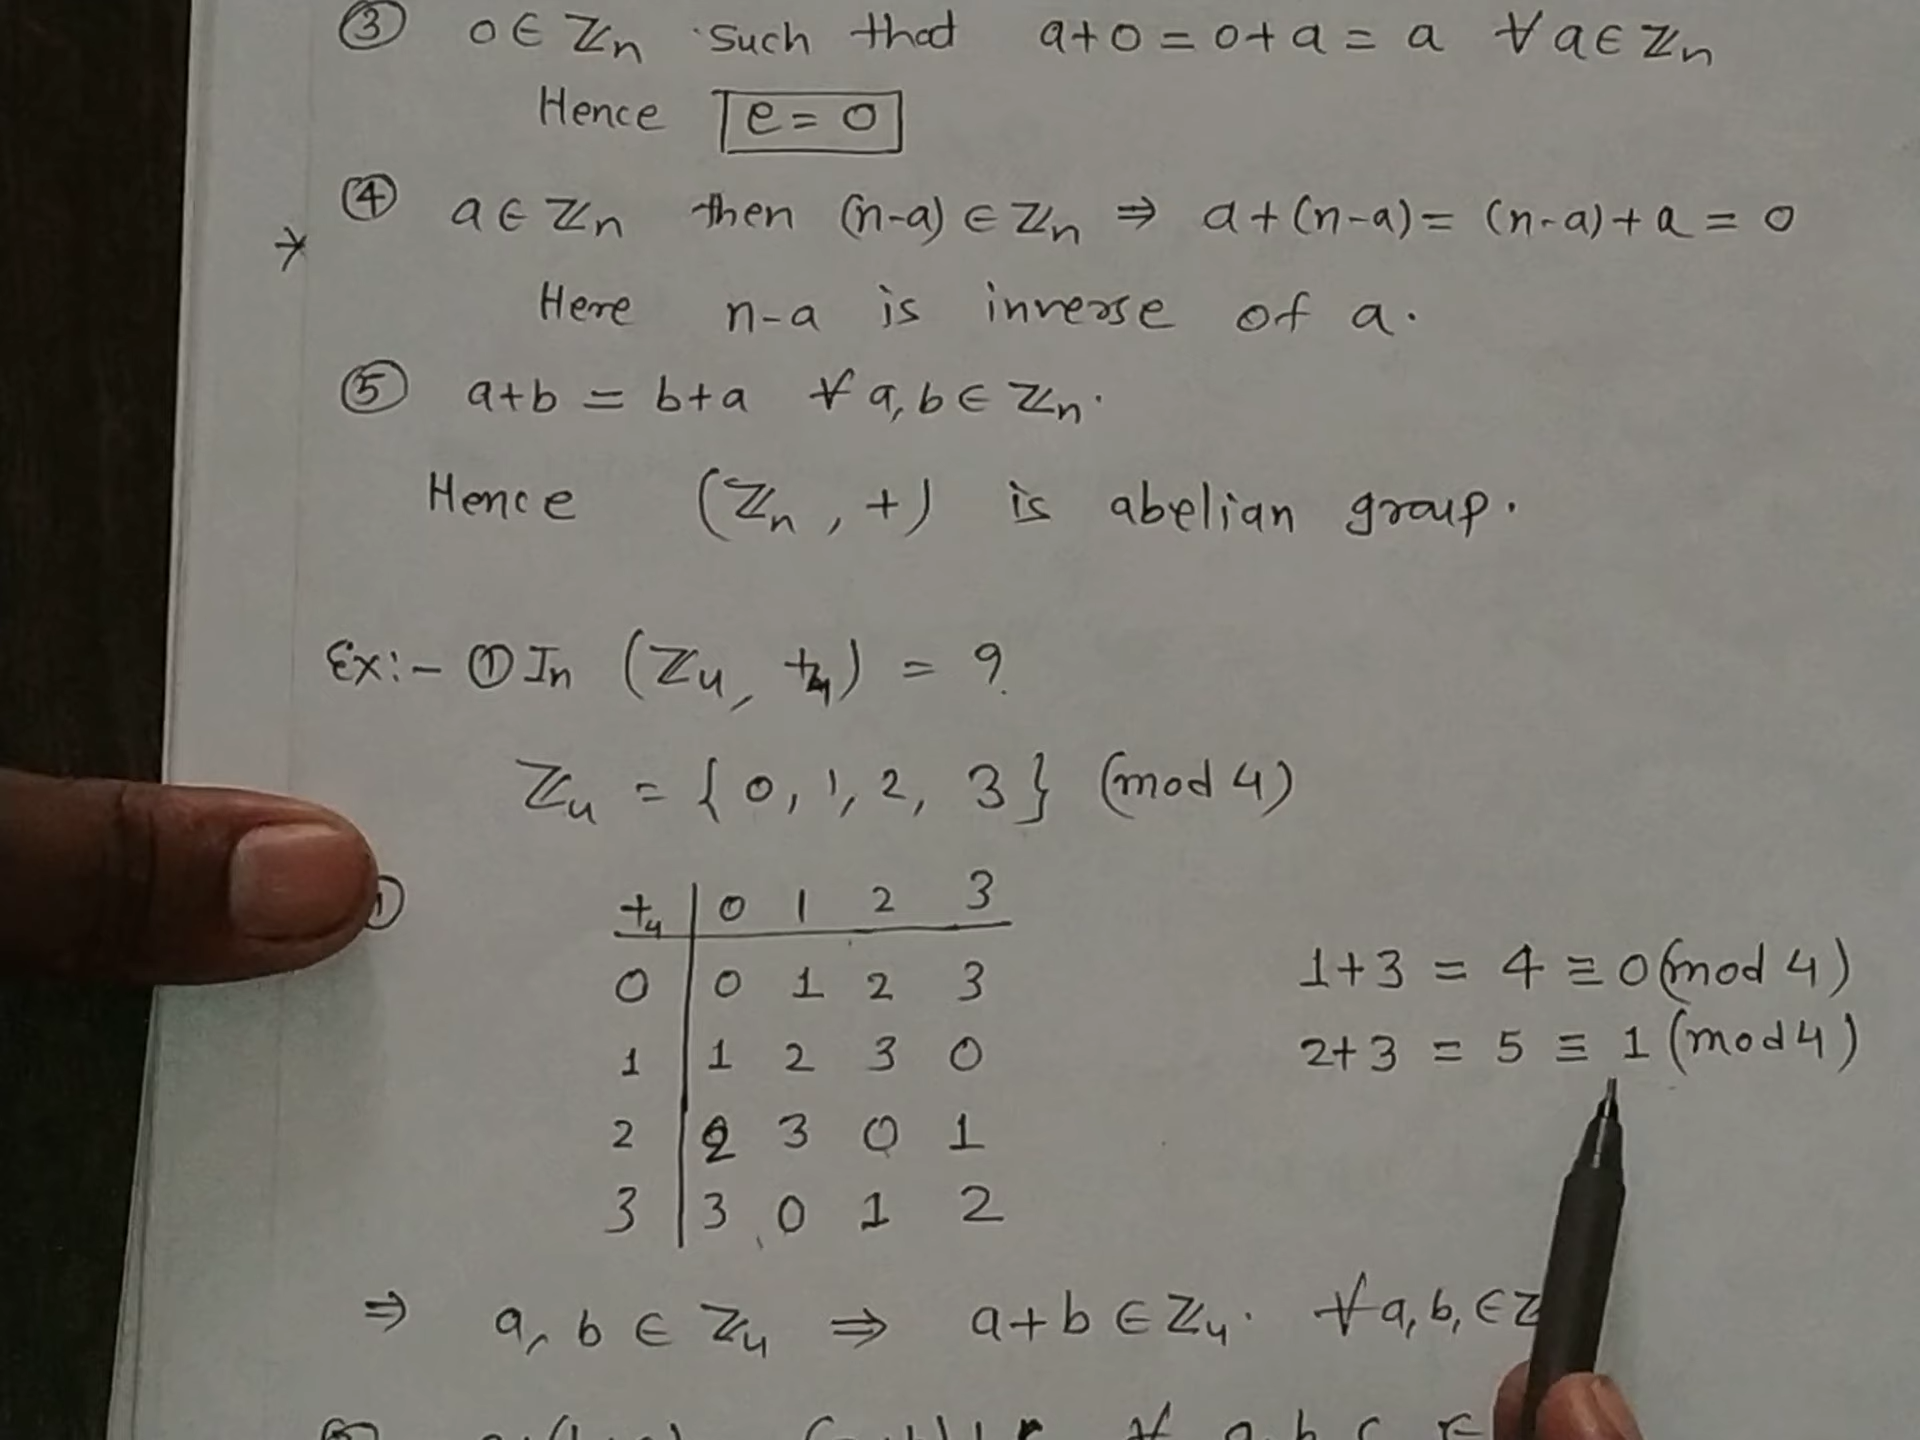 ③ 0 ∈ ℤn such that a+0 = 0+a = a ∀ a ∈ ℤn
Hence e = 0
④ a ∈ ℤn then (n-a) ∈ ℤn ⇒ a+(n-a) = (n-a)+a = 0
Here n-a is inverse of a.
⑤ a+b = b+a ∀ a,b ∈ ℤn.
Hence (ℤn, +) is abelian group.
Ex:- ① In (ℤ4, +4) = ?
ℤ4 = {0, 1, 2, 3} (mod 4)
①
+4 | 0 1 2 3
0 | 0 1 2 3
1 | 1 2 3 0
2 | 2 3 0 1
3 | 3 0 1 2
1+3 = 4 ≡ 0 (mod 4)
2+3 = 5 ≡ 1 (mod 4)
⇒ a, b ∈ ℤ4 ⇒ a+b ∈ ℤ4. ∀ a,b, ∈ ℤ
∀ a, b, c ∈